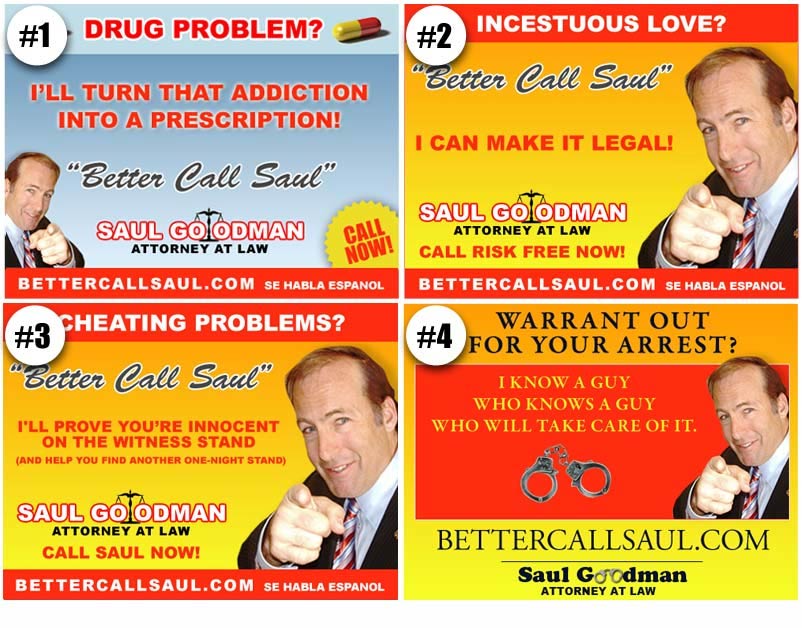 #1
DRUG PROBLEM?
I'LL TURN THAT ADDICTION
INTO A PRESCRIPTION!
"Better Call Saul"
SAUL GOODMAN
ATTORNEY AT LAW
CALL
NOW!
BETTERCALLSAUL.COM SE HABLA ESPANOL
#2
INCESTUOUS LOVE?
"Better Call Saul"
I CAN MAKE IT LEGAL!
SAUL GOODMAN
ATTORNEY AT LAW
CALL RISK FREE NOW!
BETTERCALLSAUL.COM SE HABLA ESPANOL
#3
CHEATING PROBLEMS?
"Better Call Saul"
I'LL PROVE YOU'RE INNOCENT
ON THE WITNESS STAND
(AND HELP YOU FIND ANOTHER ONE-NIGHT STAND)
SAUL GOODMAN
ATTORNEY AT LAW
CALL SAUL NOW!
BETTERCALLSAUL.COM SE HABLA ESPANOL
#4
WARRANT OUT
FOR YOUR ARREST?
I KNOW A GUY
WHO KNOWS A GUY
WHO WILL TAKE CARE OF IT.
BETTERCALLSAUL.COM
Saul Goodman
ATTORNEY AT LAW